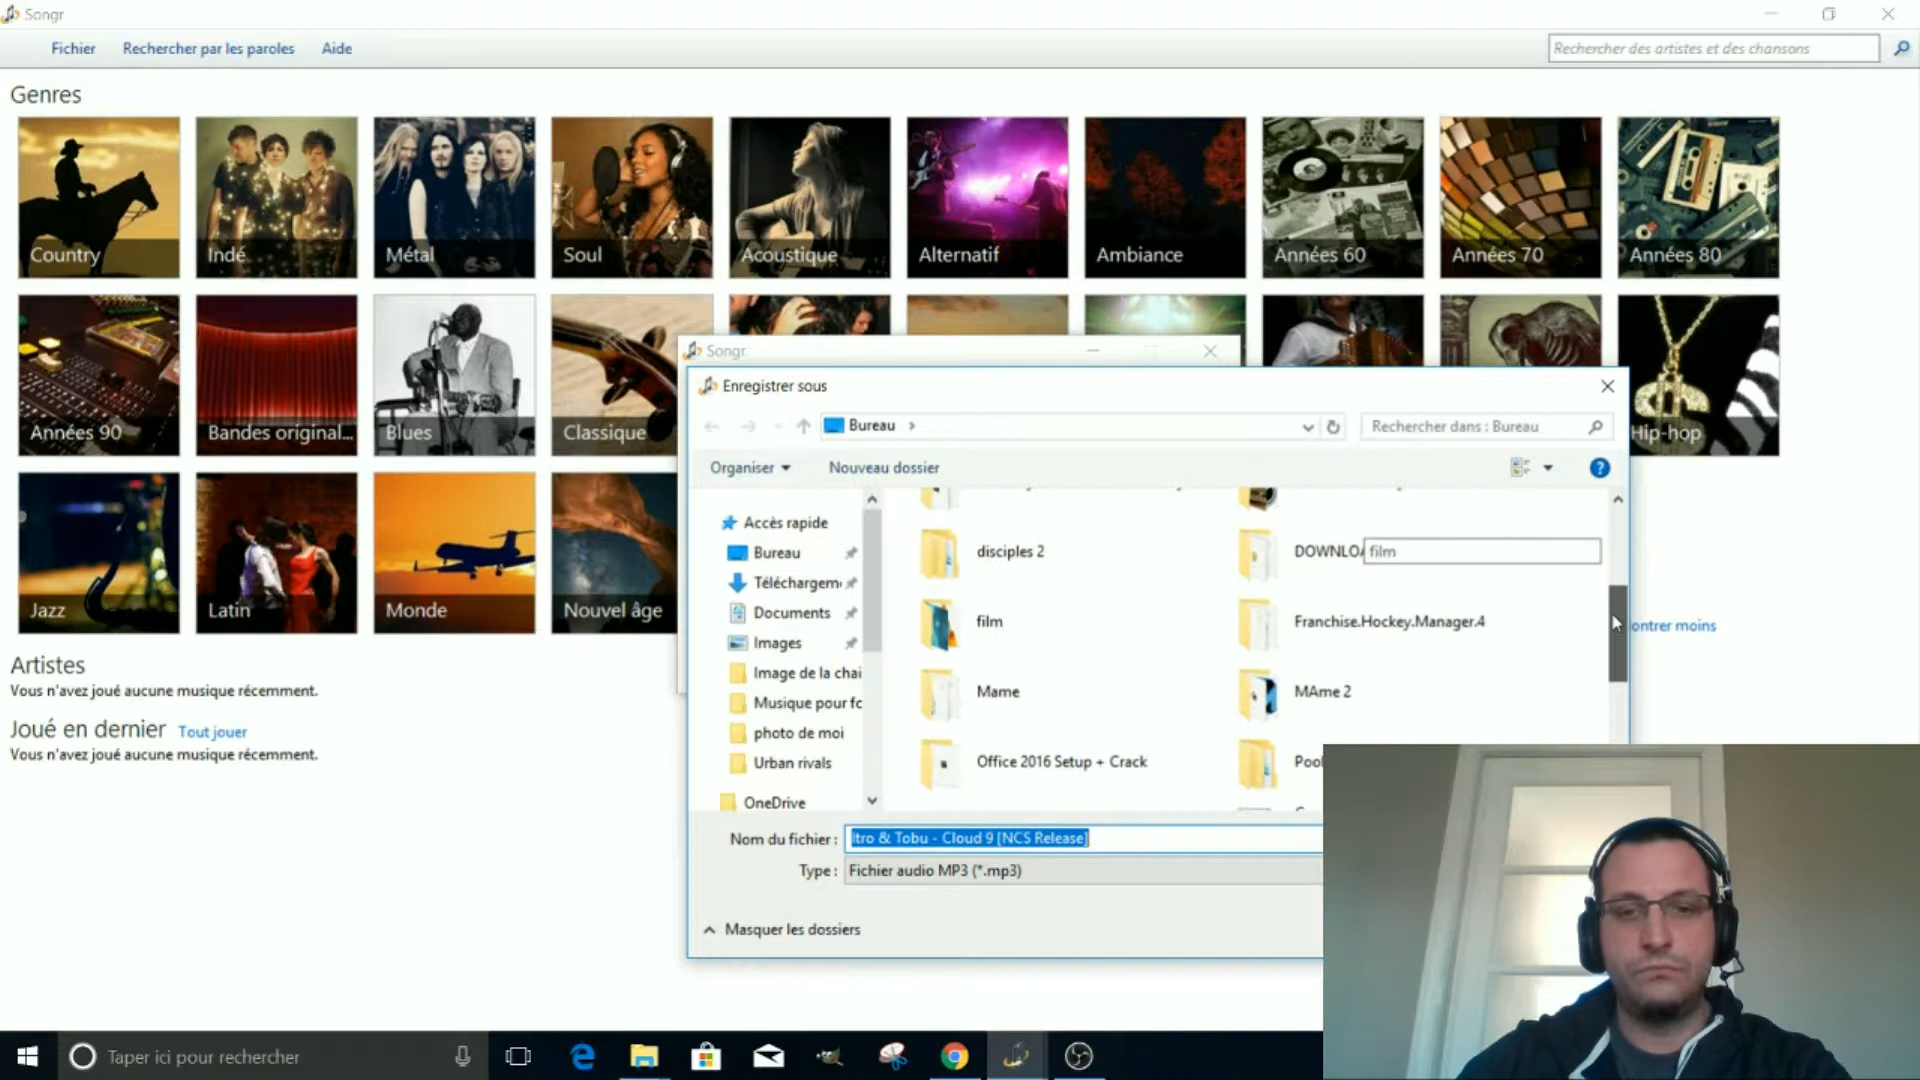 Songr
Fichier Rechercher par les paroles Aide
Rechercher des artistes et des chansons
Genres
Country Indé Métal Soul Acoustique Alternatif Ambiance Années 60 Années 70 Années 80
Années 90 Bandes original... Blues Classique Hip-hop
Jazz Latin Monde Nouvel âge
ontrer moins
Artistes
Vous n'avez joué aucune musique récemment.
Joué en dernier Tout jouer
Vous n'avez joué aucune musique récemment.
Songr
Enregistrer sous
Bureau
Rechercher dans : Bureau
Organiser Nouveau dossier
Accès rapide
Bureau
Téléchargem
Documents
Images
Image de la chai
Musique pour fc
photo de moi
Urban rivals
OneDrive
disciples 2 DOWNLOA film
film Franchise.Hockey.Manager.4
Mame MAme 2
Office 2016 Setup + Crack Pool
Nom du fichier : Itro & Tobu - Cloud 9 [NCS Release]
Type : Fichier audio MP3 (*.mp3)
Masquer les dossiers
Taper ici pour rechercher